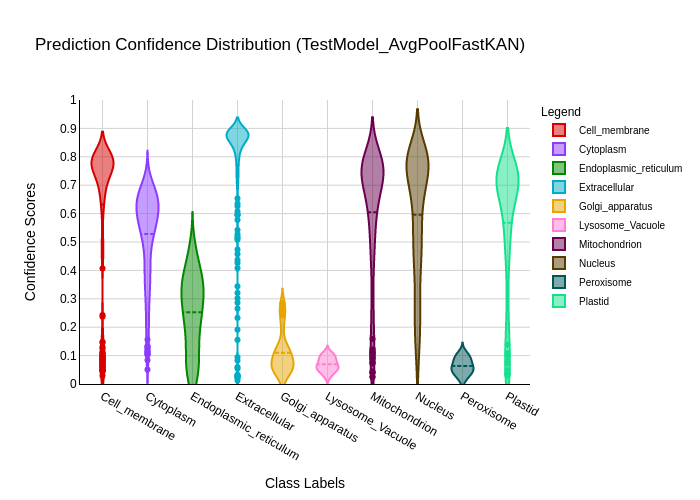 Prediction Confidence Distribution (TestModel_AvgPoolFastKAN)
Confidence Scores
1
0.9
0.8
0.7
0.6
0.5
0.4
0.3
0.2
0.1
0
Cell_membrane
Cytoplasm
Endoplasmic_reticulum
Extracellular
Golgi_apparatus
Lysosome_Vacuole
Mitochondrion
Nucleus
Peroxisome
Plastid
Class Labels
Legend
Cell_membrane
Cytoplasm
Endoplasmic_reticulum
Extracellular
Golgi_apparatus
Lysosome_Vacuole
Mitochondrion
Nucleus
Peroxisome
Plastid